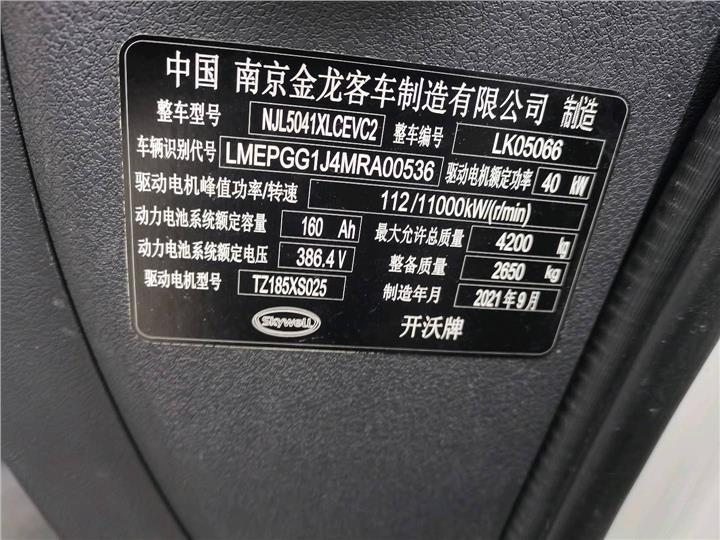 中国 南京金龙客车制造有限公司 制造
整车型号 NJL5041XLCEVC2 整车编号 LK05066
车辆识别代号 LMEPGG1J4MRA00536 驱动电机额定功率 40 kW
驱动电机峰值功率/转速 112/11000kW/(r/min)
动力电池系统额定容量 160 Ah 最大允许总质量 4200 kg
动力电池系统额定电压 386.4V 整备质量 2650 kg
驱动电机型号 TZ185XS025 制造年月 2021年9月
Skywell 开沃牌